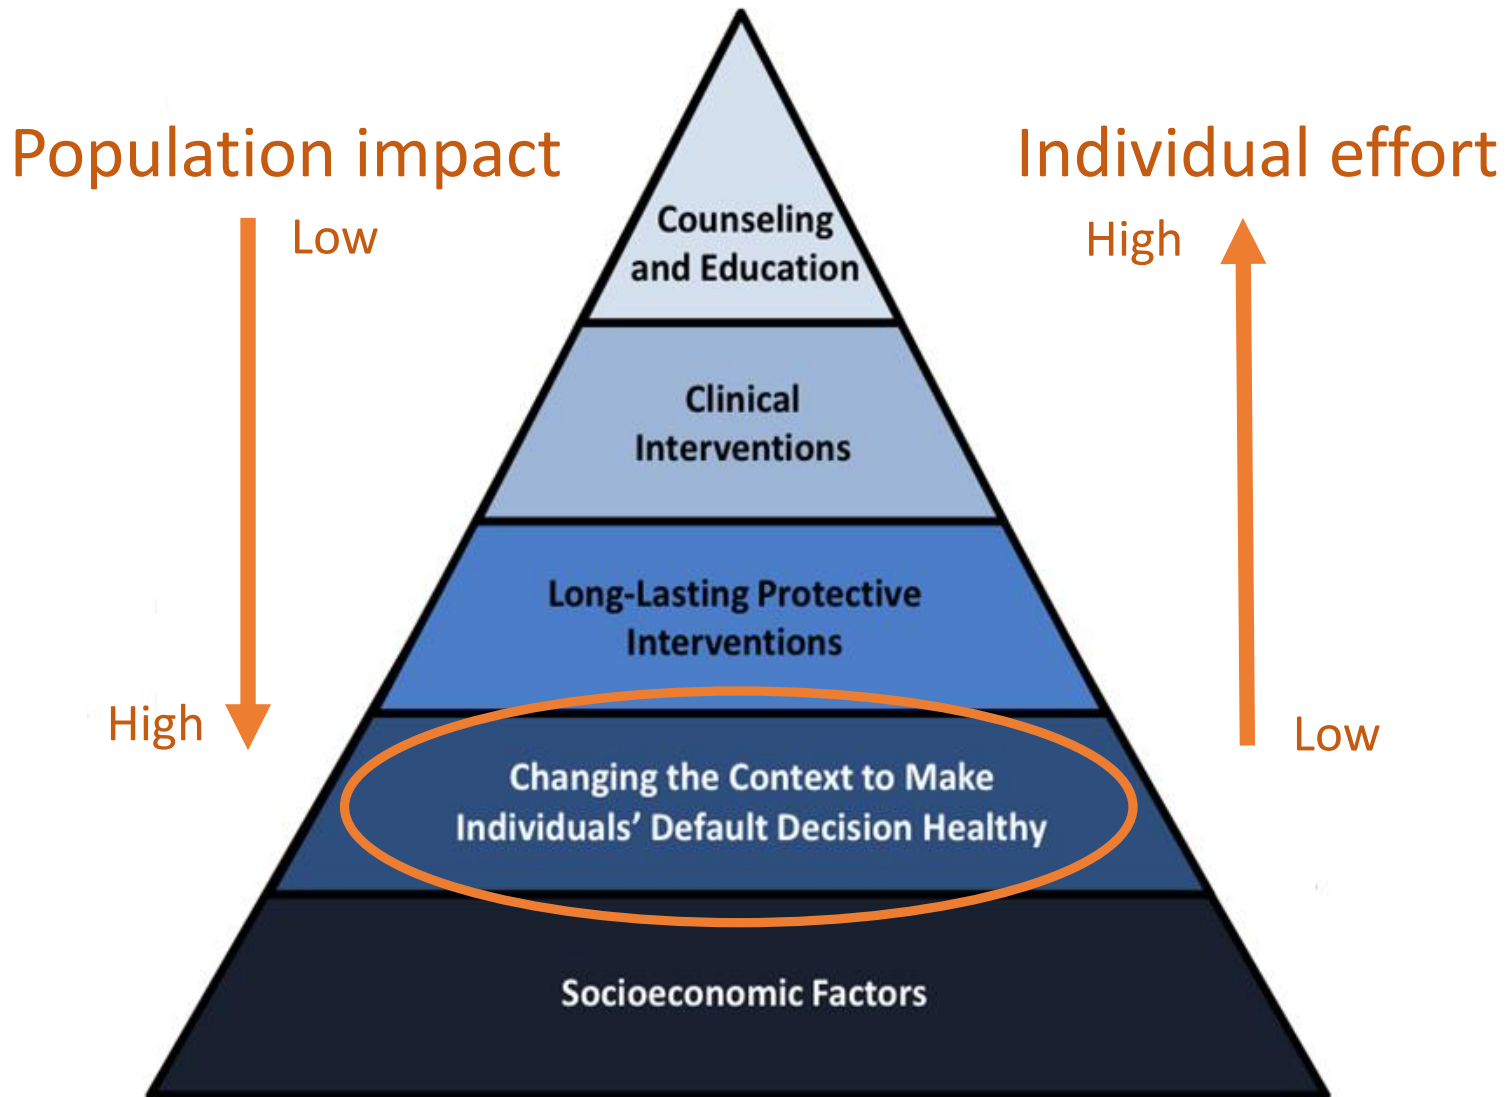 Population impact
Individual effort
Low
High
Counseling
and Education
Clinical
Interventions
Long-Lasting Protective
Interventions
High
Low
Changing the Context to Make
Individuals’ Default Decision Healthy
Socioeconomic Factors